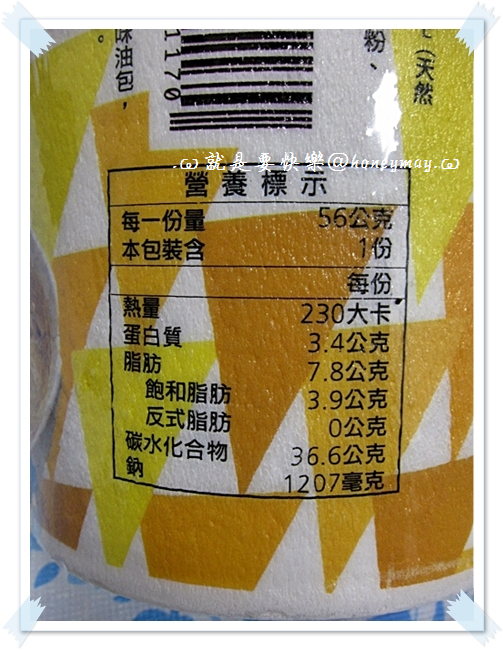 味油包，
。
1170
粉、
（天然
.ω 就是要快樂@honeymay.ω
營養標示
每一份量 56公克
本包裝含 1份
每份
熱量 230大卡
蛋白質 3.4公克
脂肪 7.8公克
飽和脂肪 3.9公克
反式脂肪 0公克
碳水化合物 36.6公克
鈉 1207毫克